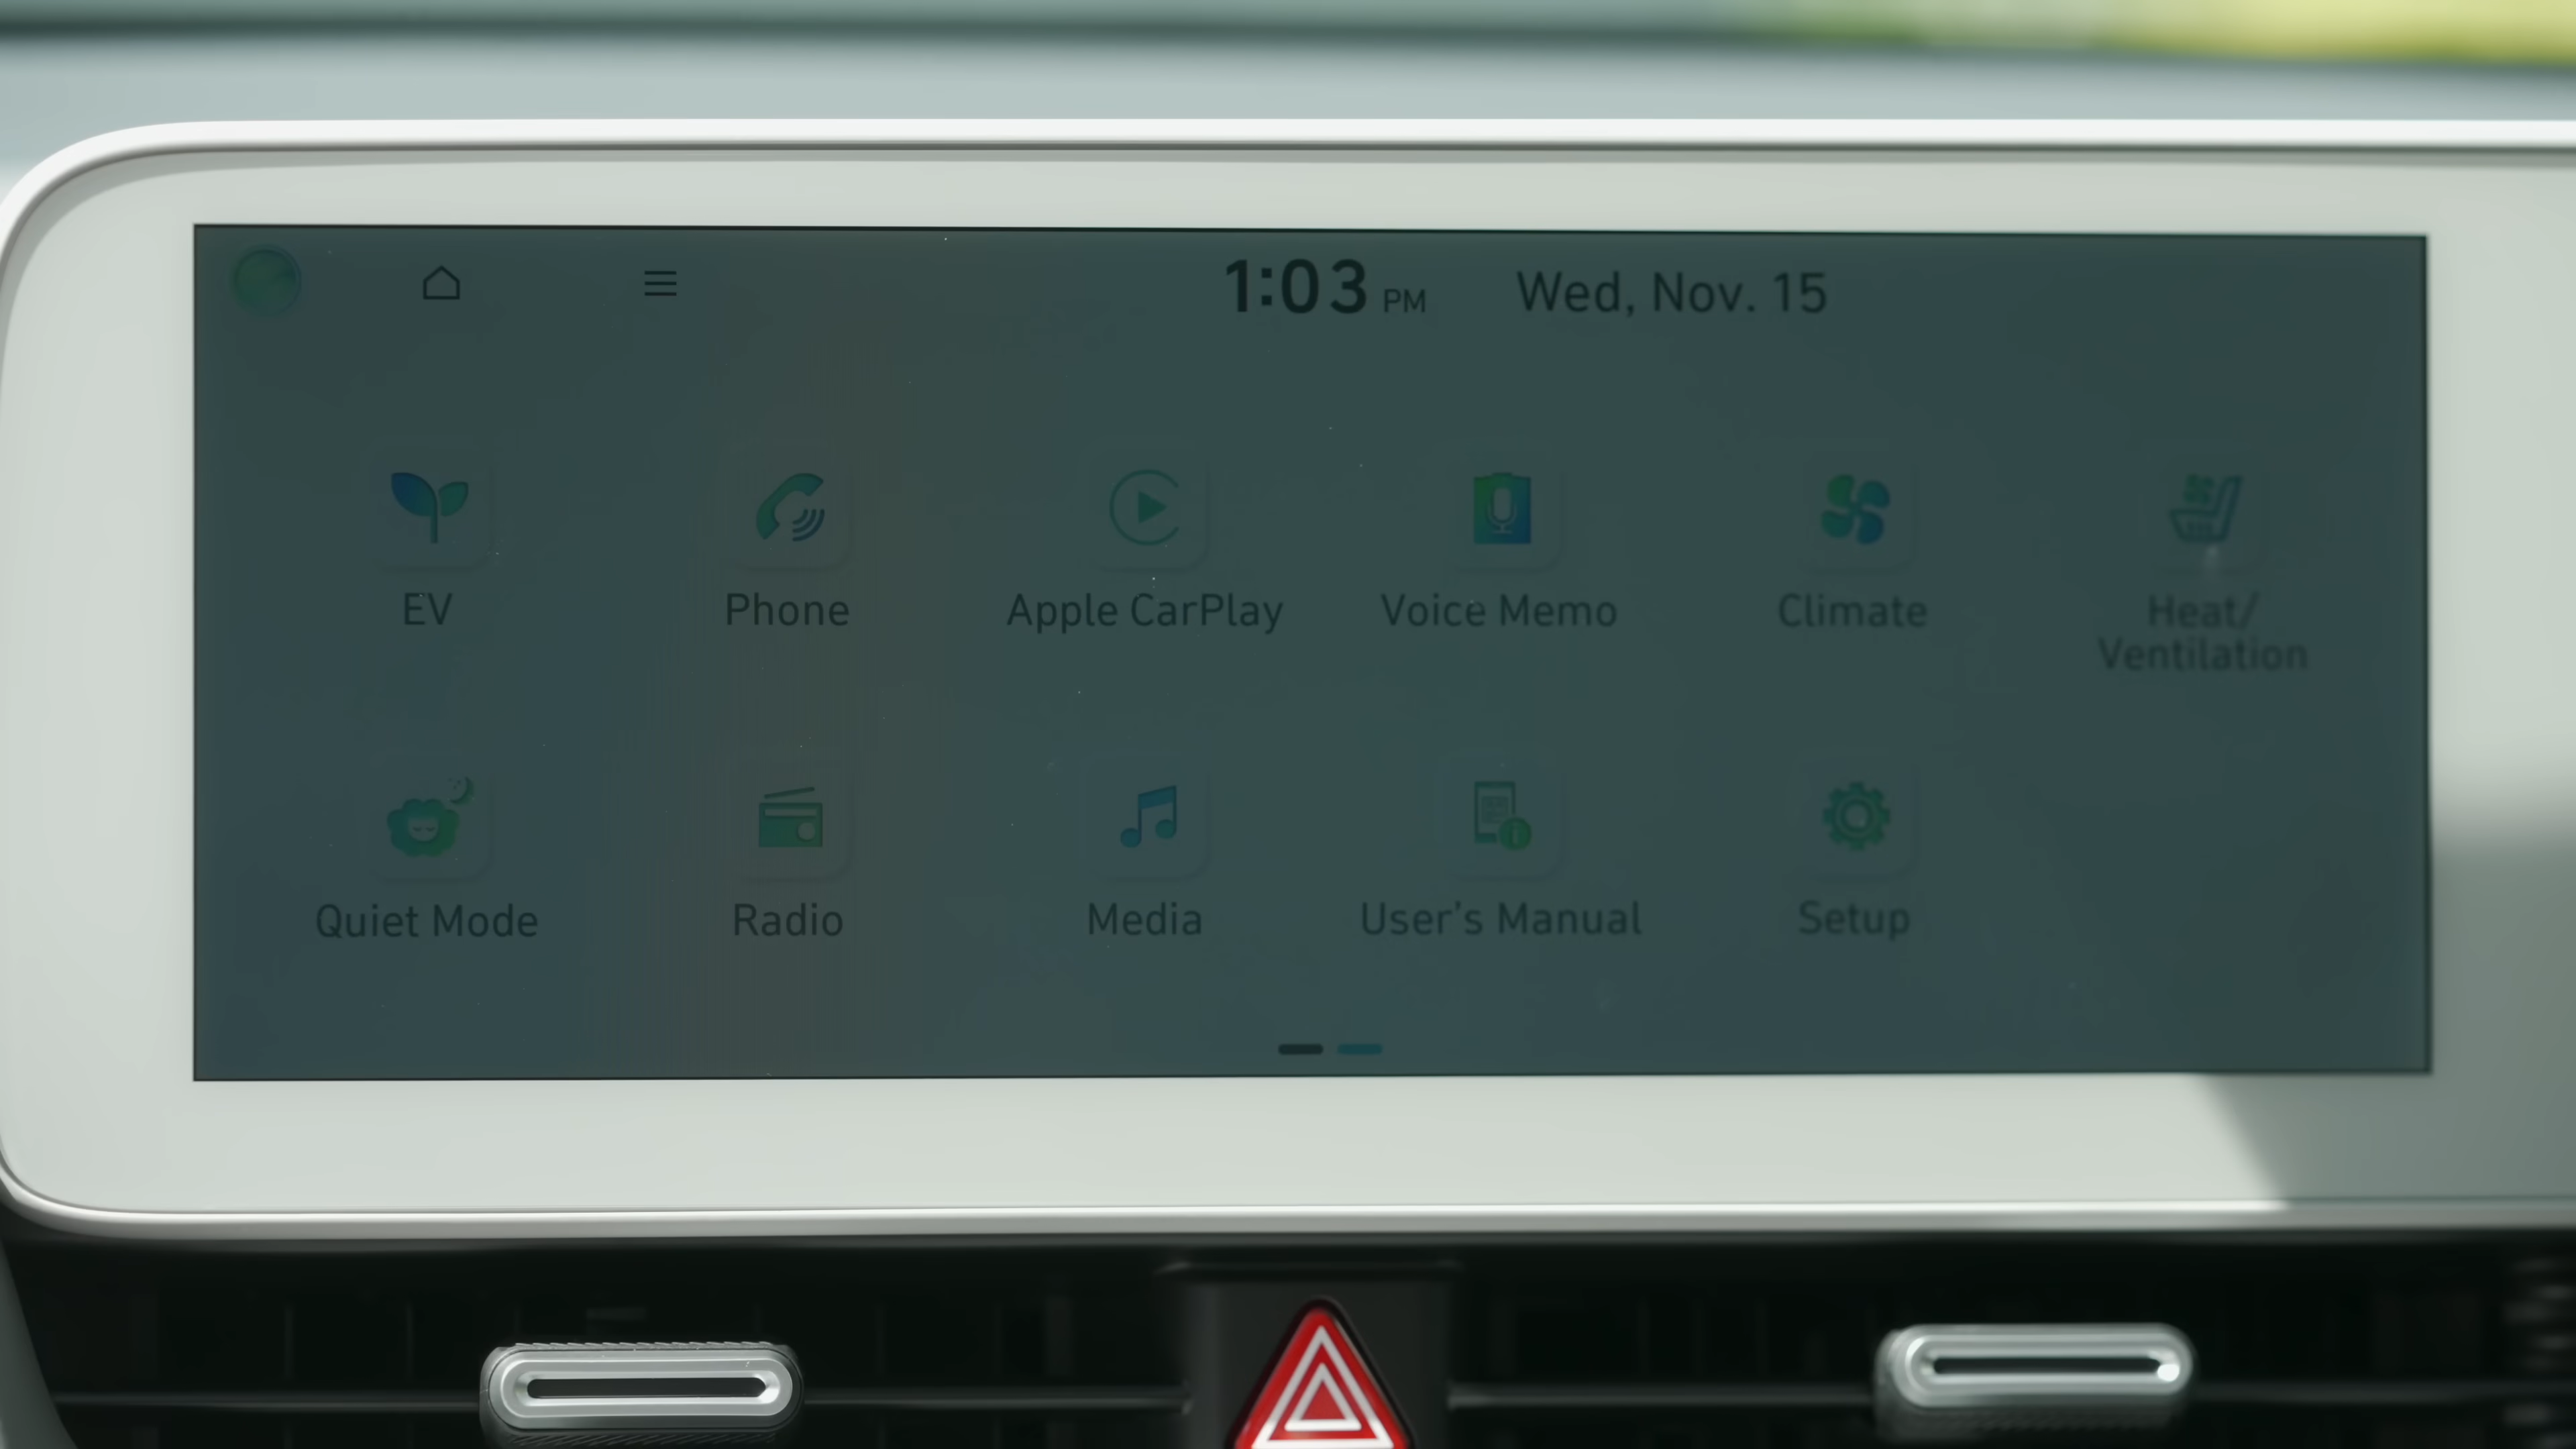 1:03 PM Wed, Nov. 15
EV Phone Apple CarPlay Voice Memo Climate Heat/
Ventilation
Quiet Mode Radio Media User's Manual Setup